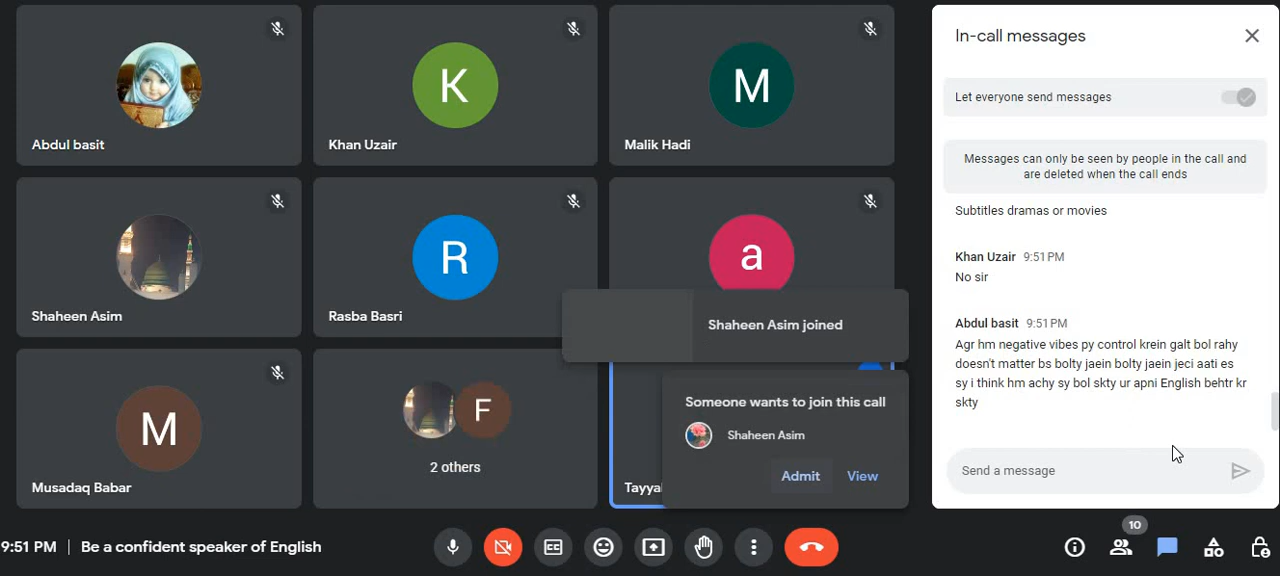 Abdul basit
K
Khan Uzair
M
Malik Hadi
Shaheen Asim
R
Rasba Basri
a
Shaheen Asim joined
M
Musadaq Babar
F
2 others
Someone wants to join this call
Shaheen Asim
Admit
View
9:51 PM | Be a confident speaker of English
10
In-call messages
Let everyone send messages
Messages can only be seen by people in the call and
are deleted when the call ends
Subtitles dramas or movies
Khan Uzair 9:51 PM
No sir
Abdul basit 9:51 PM
Agr hm negative vibes py control krein galt bol rahy
doesn't matter bs bolty jaein bolty jaein jeci aati es
sy i think hm achy sy bol skty ur apni English behtr kr
skty
Send a message